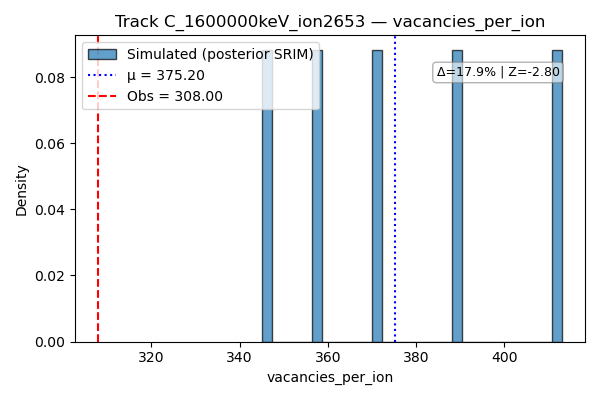 Track C_1600000keV_ion2653 — vacancies_per_ion
Simulated (posterior SRIM)
μ = 375.20
Obs = 308.00
Δ=17.9% | Z=-2.80
Density
0.08
0.06
0.04
0.02
0.00
320 340 360 380 400
vacancies_per_ion